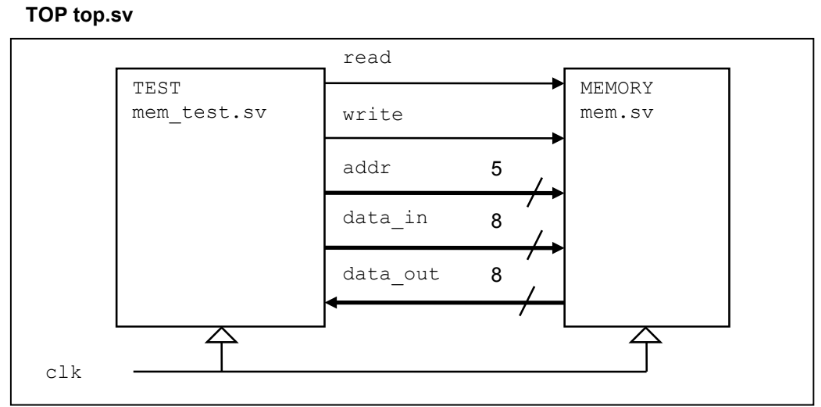 TOP top.sv
read
TEST
mem_test.sv
MEMORY
mem.sv
write
addr 5
data_in 8
data_out 8
clk